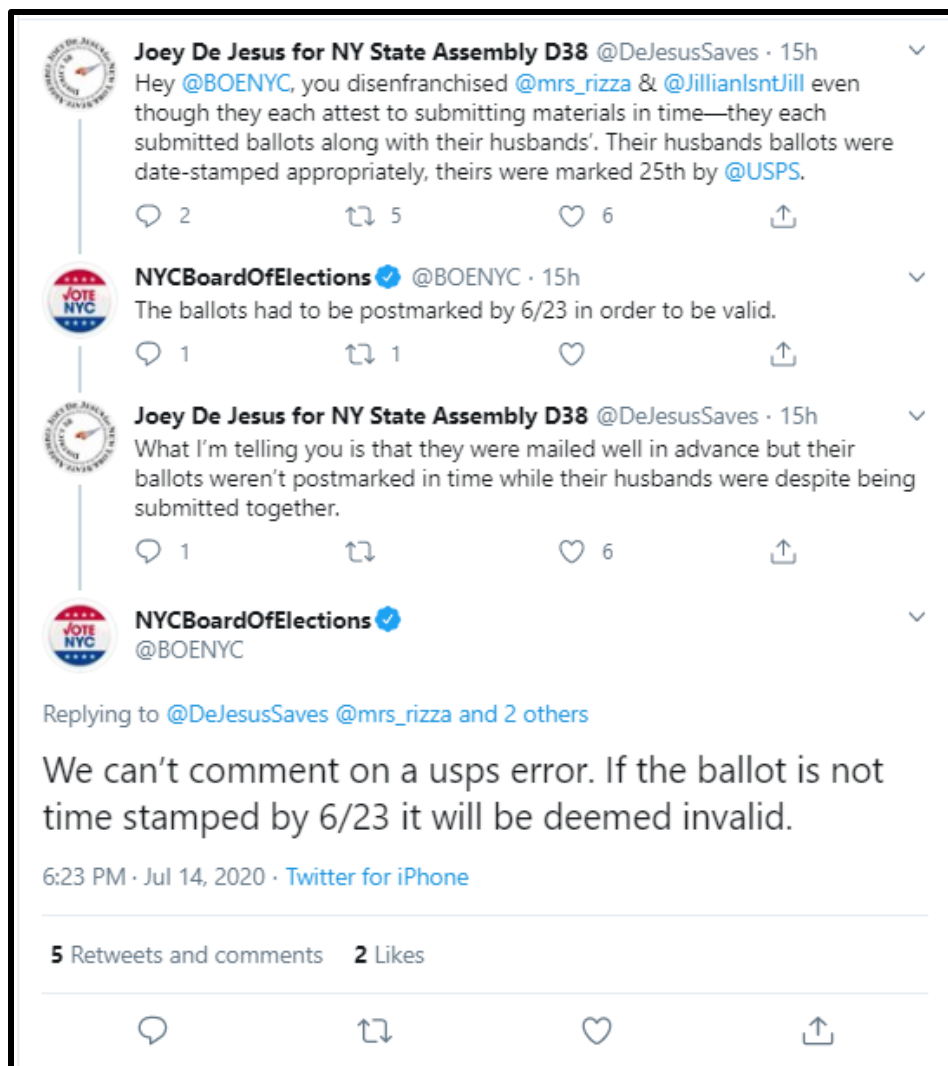 Joey De Jesus for NY State Assembly D38 @DeJesusSaves · 15h
Hey @BOENYC, you disenfranchised @mrs_rizza & @JillianIsntJill even
though they each attest to submitting materials in time—they each
submitted ballots along with their husbands’. Their husbands ballots were
date-stamped appropriately, theirs were marked 25th by @USPS.
2 5 6
VOTE
NYC
NYCBoardOfElections @BOENYC · 15h
The ballots had to be postmarked by 6/23 in order to be valid.
1 1
Joey De Jesus for NY State Assembly D38 @DeJesusSaves · 15h
What I’m telling you is that they were mailed well in advance but their
ballots weren’t postmarked in time while their husbands were despite being
submitted together.
1 6
VOTE
NYC
NYCBoardOfElections
@BOENYC
Replying to @DeJesusSaves @mrs_rizza and 2 others
We can’t comment on a usps error. If the ballot is not
time stamped by 6/23 it will be deemed invalid.
6:23 PM · Jul 14, 2020 · Twitter for iPhone
5 Retweets and comments 2 Likes